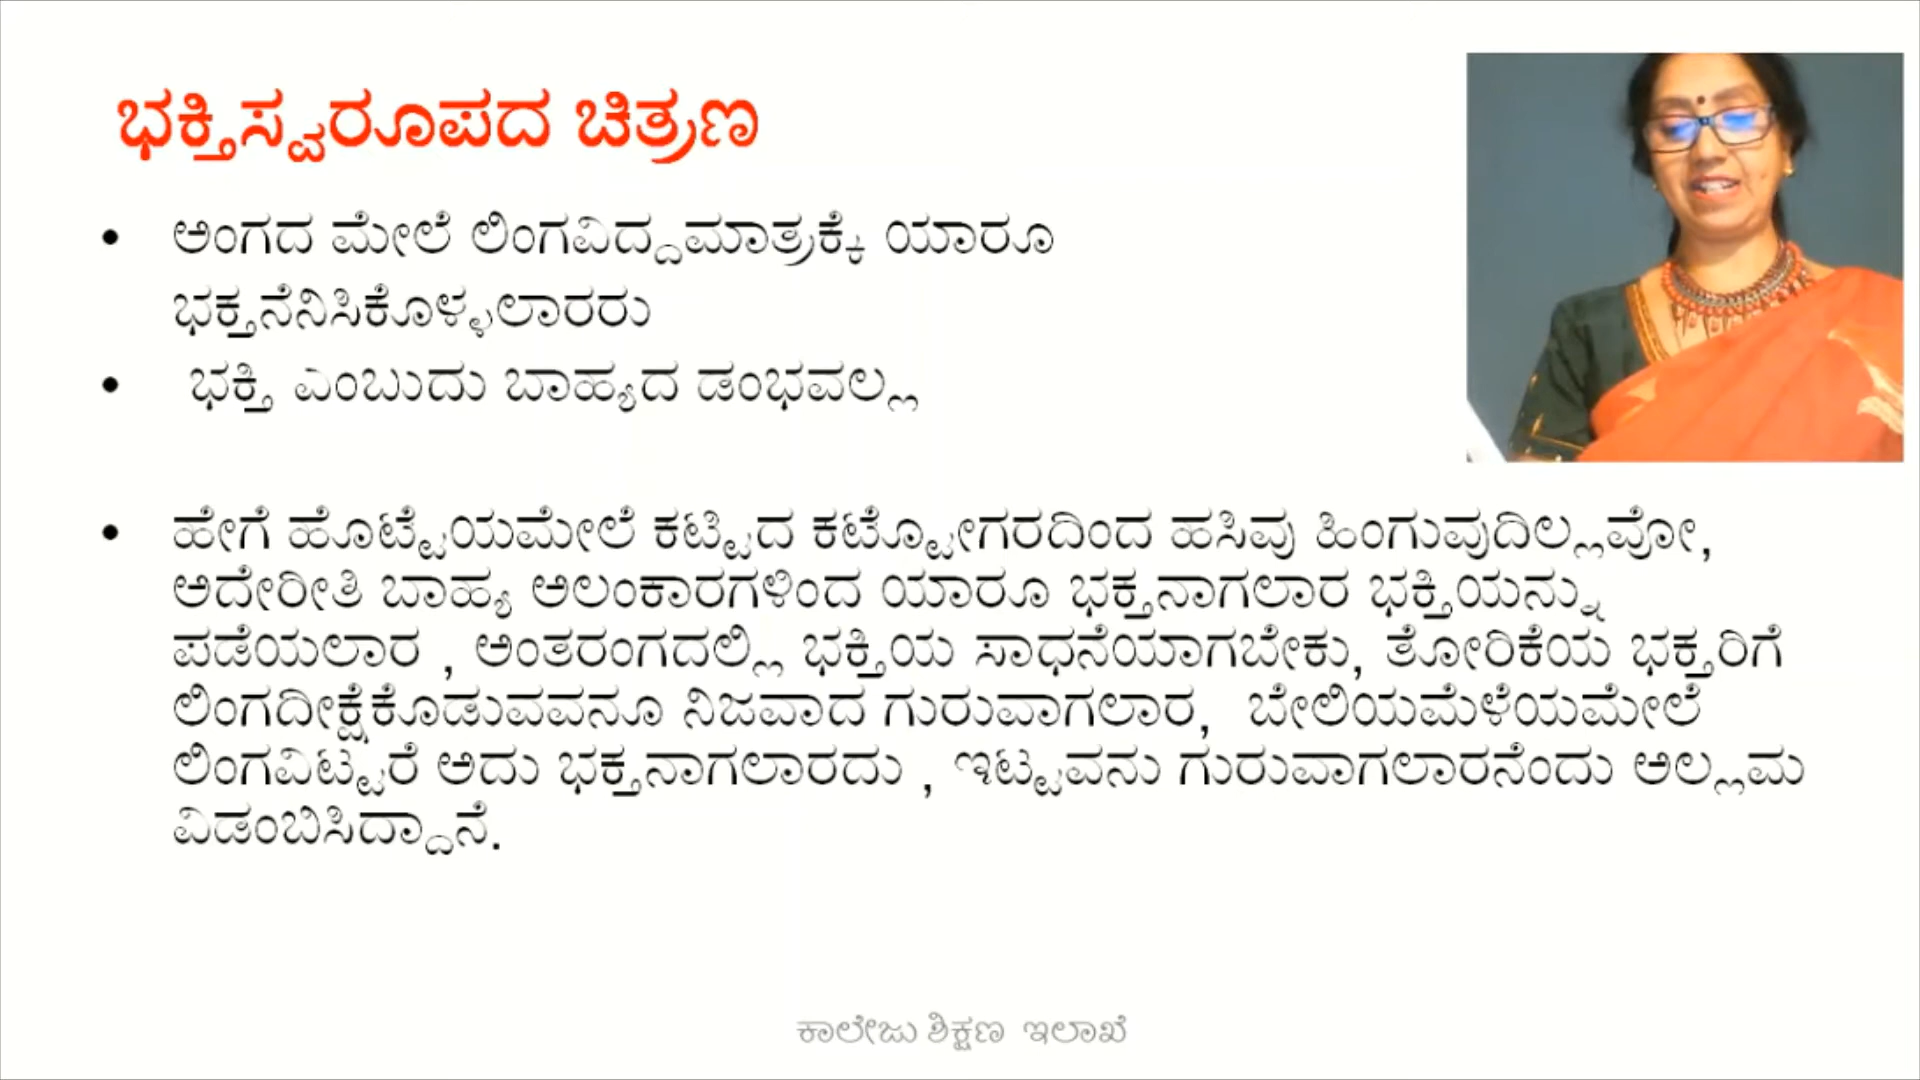 ಭಕ್ತಿಸ್ವರೂಪದ ಚಿತ್ರಣ
• ಅಂಗದ ಮೇಲೆ ಲಿಂಗವಿದ್ದಮಾತ್ರಕ್ಕೆ ಯಾರೂ
ಭಕ್ತನೆನಿಸಿಕೊಳ್ಳಲಾರರು
• ಭಕ್ತಿ ಎಂಬುದು ಬಾಹ್ಯದ ಡಂಭವಲ್ಲ
• ಹೇಗೆ ಹೊಟ್ಟೆಯಮೇಲೆ ಕಟ್ಟಿದ ಕಟ್ಟೋಗರದಿಂದ ಹಸಿವು ಹಿಂಗುವುದಿಲ್ಲವೋ,
ಅದೇರೀತಿ ಬಾಹ್ಯ ಅಲಂಕಾರಗಳಿಂದ ಯಾರೂ ಭಕ್ತನಾಗಲಾರ ಭಕ್ತಿಯನ್ನು
ಪಡೆಯಲಾರ , ಅಂತರಂಗದಲ್ಲಿ ಭಕ್ತಿಯ ಸಾಧನೆಯಾಗಬೇಕು, ತೋರಿಕೆಯ ಭಕ್ತರಿಗೆ
ಲಿಂಗದೀಕ್ಷೆಕೊಡುವವನೂ ನಿಜವಾದ ಗುರುವಾಗಲಾರ, ಬೇಲಿಯಮೆಳೆಯಮೇಲೆ
ಲಿಂಗವಿಟ್ಟರೆ ಅದು ಭಕ್ತನಾಗಲಾರದು , ಇಟ್ಟವನು ಗುರುವಾಗಲಾರನೆಂದು ಅಲ್ಲಮ
ವಿಡಂಬಿಸಿದ್ದಾನೆ.
ಕಾಲೇಜು ಶಿಕ್ಷಣ ಇಲಾಖೆ